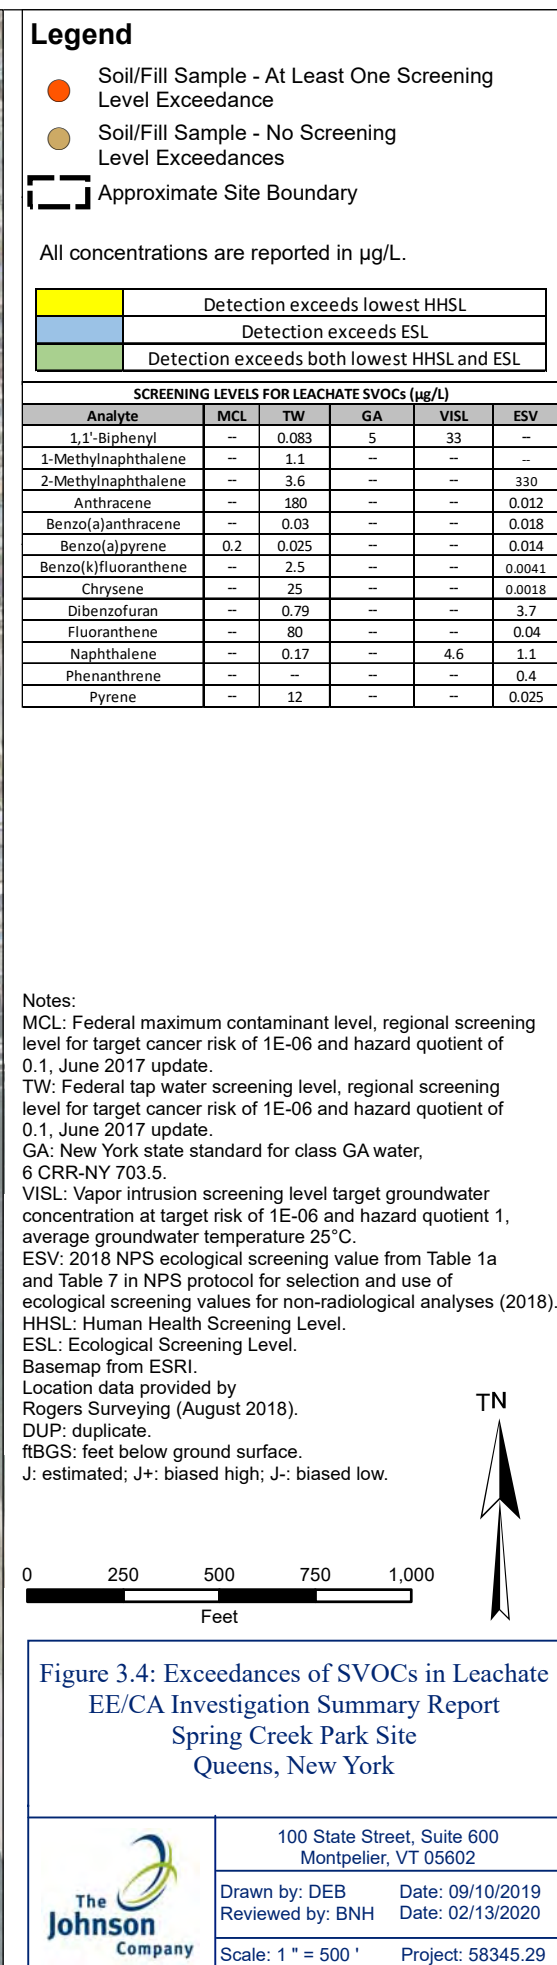 Legend
Soil/Fill Sample - At Least One Screening
Level Exceedance
Soil/Fill Sample - No Screening
Level Exceedances
Approximate Site Boundary
All concentrations are reported in µg/L.
Detection exceeds lowest HHSL
Detection exceeds ESL
Detection exceeds both lowest HHSL and ESL
SCREENING LEVELS FOR LEACHATE SVOCs (µg/L)
Analyte MCL TW GA VISL ESV
1,1'-Biphenyl -- 0.083 5 33 --
1-Methylnaphthalene -- 1.1 -- -- --
2-Methylnaphthalene -- 3.6 -- -- 330
Anthracene -- 180 -- -- 0.012
Benzo(a)anthracene -- 0.03 -- -- 0.018
Benzo(a)pyrene 0.2 0.025 -- -- 0.014
Benzo(k)fluoranthene -- 2.5 -- -- 0.0041
Chrysene -- 25 -- -- 0.0018
Dibenzofuran -- 0.79 -- -- 3.7
Fluoranthene -- 80 -- -- 0.04
Naphthalene -- 0.17 -- 4.6 1.1
Phenanthrene -- -- -- -- 0.4
Pyrene -- 12 -- -- 0.025
Notes:
MCL: Federal maximum contaminant level, regional screening
level for target cancer risk of 1E-06 and hazard quotient of
0.1, June 2017 update.
TW: Federal tap water screening level, regional screening
level for target cancer risk of 1E-06 and hazard quotient of
0.1, June 2017 update.
GA: New York state standard for class GA water,
6 CRR-NY 703.5.
VISL: Vapor intrusion screening level target groundwater
concentration at target risk of 1E-06 and hazard quotient 1,
average groundwater temperature 25°C.
ESV: 2018 NPS ecological screening value from Table 1a
and Table 7 in NPS protocol for selection and use of
ecological screening values for non-radiological analyses (2018).
HHSL: Human Health Screening Level.
ESL: Ecological Screening Level.
Basemap from ESRI.
Location data provided by
Rogers Surveying (August 2018).
DUP: duplicate.
ftBGS: feet below ground surface.
J: estimated; J+: biased high; J-: biased low.
TN
0 250 500 750 1,000
Feet
Figure 3.4: Exceedances of SVOCs in Leachate
EE/CA Investigation Summary Report
Spring Creek Park Site
Queens, New York
The
Johnson
Company
100 State Street, Suite 600
Montpelier, VT 05602
Drawn by: DEB Date: 09/10/2019
Reviewed by: BNH Date: 02/13/2020
Scale: 1 " = 500 ' Project: 58345.29